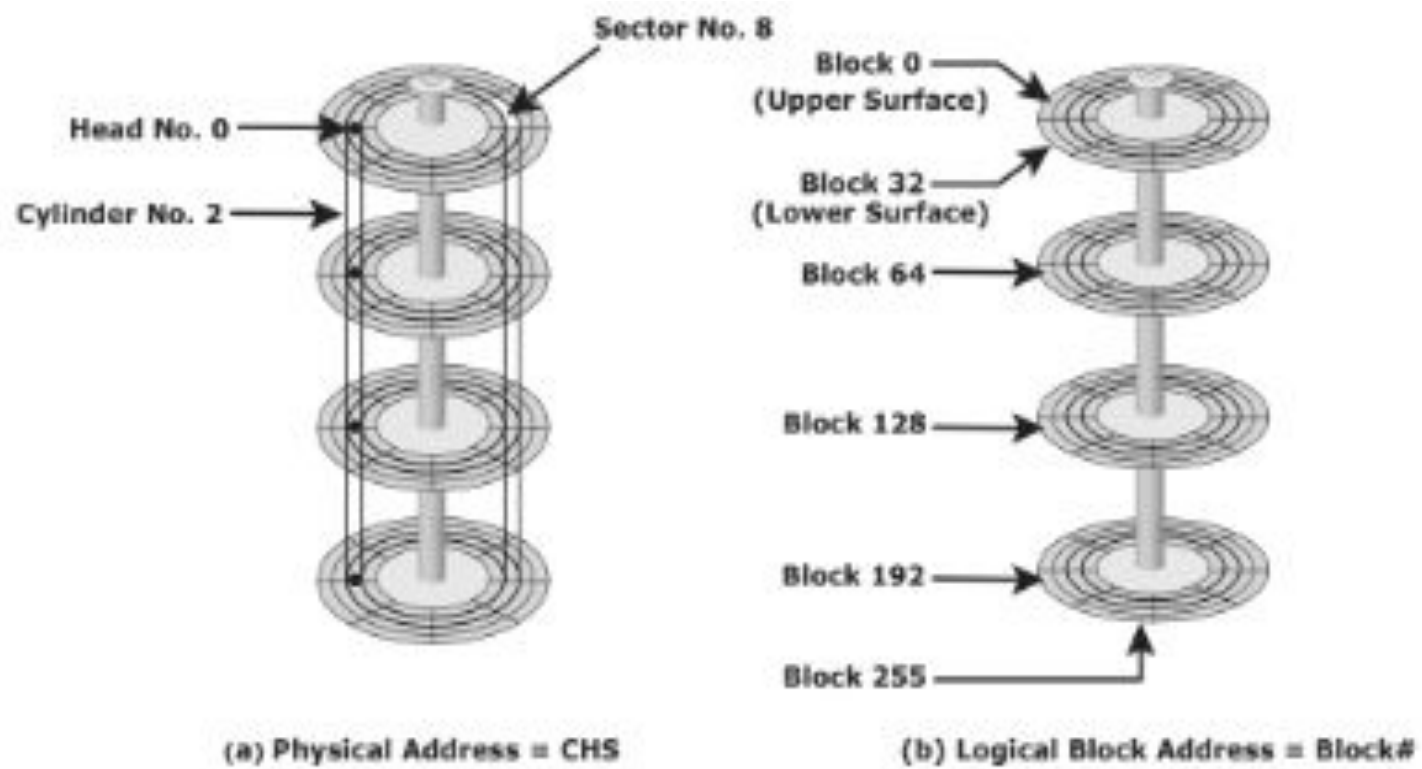 Sector No. 8
Head No. 0
Cylinder No. 2
(a) Physical Address = CHS
Block 0
(Upper Surface)
Block 32
(Lower Surface)
Block 64
Block 128
Block 192
Block 255
(b) Logical Block Address = Block#